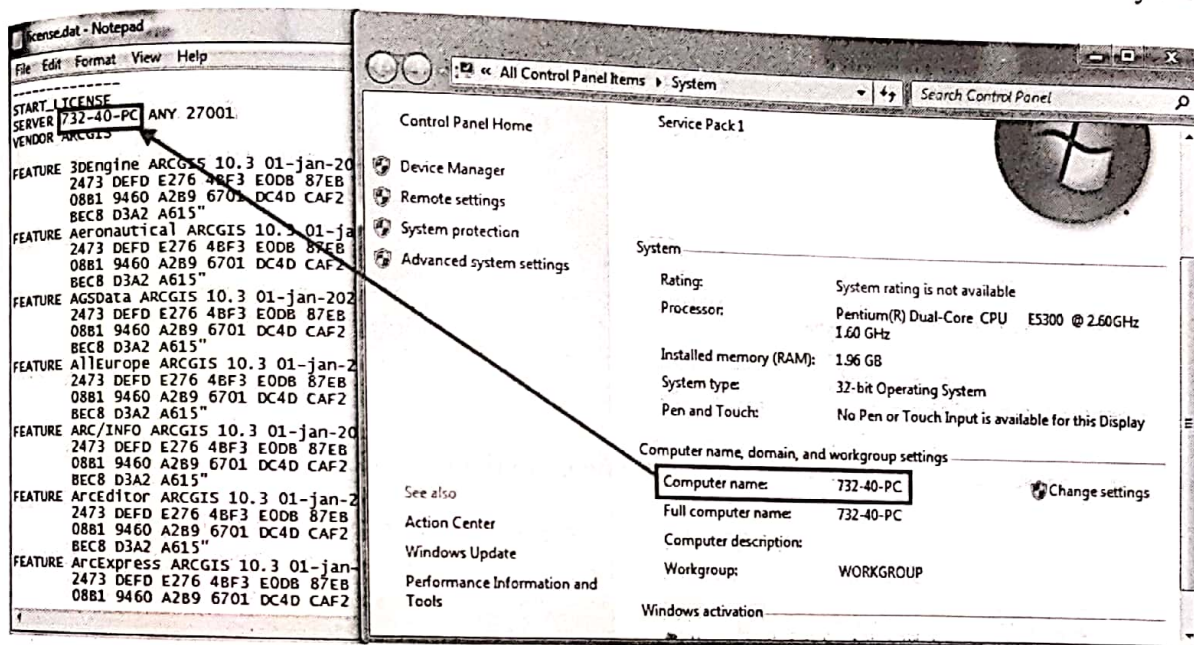 license.dat - Notepad
File Edit Format View Help
START_LICENSE
SERVER 732-40-PC ANY 27001
VENDOR ARCGIS
FEATURE 3DEngine ARCGIS 10.3 01-jan-20
2473 DEFD E276 4BF3 E0DB 87EB
0881 9460 A2B9 6701 DC4D CAF2
BEC8 D3A2 A615"
FEATURE Aeronautical ARCGIS 10.3 01-ja
2473 DEFD E276 4BF3 E0DB 87EB
0881 9460 A2B9 6701 DC4D CAF2
BEC8 D3A2 A615"
FEATURE AGSData ARCGIS 10.3 01-jan-202
2473 DEFD E276 4BF3 E0DB 87EB
0881 9460 A2B9 6701 DC4D CAF2
BEC8 D3A2 A615"
FEATURE AllEurope ARCGIS 10.3 01-jan-2
2473 DEFD E276 4BF3 E0DB 87EB
0881 9460 A2B9 6701 DC4D CAF2
BEC8 D3A2 A615"
FEATURE ARC/INFO ARCGIS 10.3 01-jan-20
2473 DEFD E276 4BF3 E0DB 87EB
0881 9460 A2B9 6701 DC4D CAF2
BEC8 D3A2 A615"
FEATURE ArcEditor ARCGIS 10.3 01-jan-2
2473 DEFD E276 4BF3 E0DB 87EB
0881 9460 A2B9 6701 DC4D CAF2
BEC8 D3A2 A615"
FEATURE ArcExpress ARCGIS 10.3 01-jan-
2473 DEFD E276 4BF3 E0DB 87EB
0881 9460 A2B9 6701 DC4D CAF2
« All Control Panel Items ▸ System
Search Control Panel
Control Panel Home
Device Manager
Remote settings
System protection
Advanced system settings
See also
Action Center
Windows Update
Performance Information and
Tools
Service Pack 1
System
Rating: System rating is not available
Processor: Pentium(R) Dual-Core CPU E5300 @ 2.60GHz
1.60 GHz
Installed memory (RAM): 1.96 GB
System type: 32-bit Operating System
Pen and Touch: No Pen or Touch Input is available for this Display
Computer name, domain, and workgroup settings
Computer name: 732-40-PC
Change settings
Full computer name: 732-40-PC
Computer description:
Workgroup: WORKGROUP
Windows activation